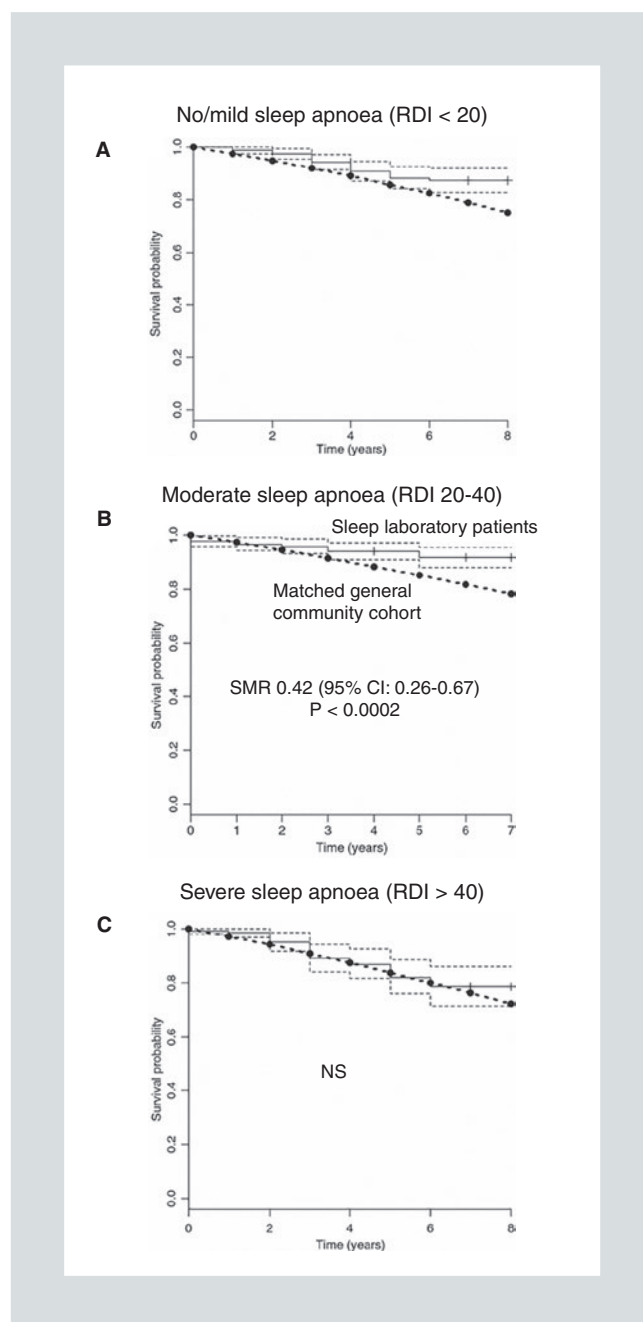 No/mild sleep apnoea (RDI < 20)
A
Survival probability
1.0
0.8
0.6
0.4
0.2
0.0
0
2
4
6
8
Time (years)
Moderate sleep apnoea (RDI 20-40)
B
Sleep laboratory patients
Matched general
community cohort
SMR 0.42 (95% CI: 0.26-0.67)
P < 0.0002
Survival probability
1.0
0.8
0.6
0.4
0.2
0.0
0
1
2
3
4
5
6
7
Time (years)
Severe sleep apnoea (RDI > 40)
C
NS
Survival probability
1.0
0.8
0.6
0.4
0.2
0.0
0
2
4
6
8
Time (years)